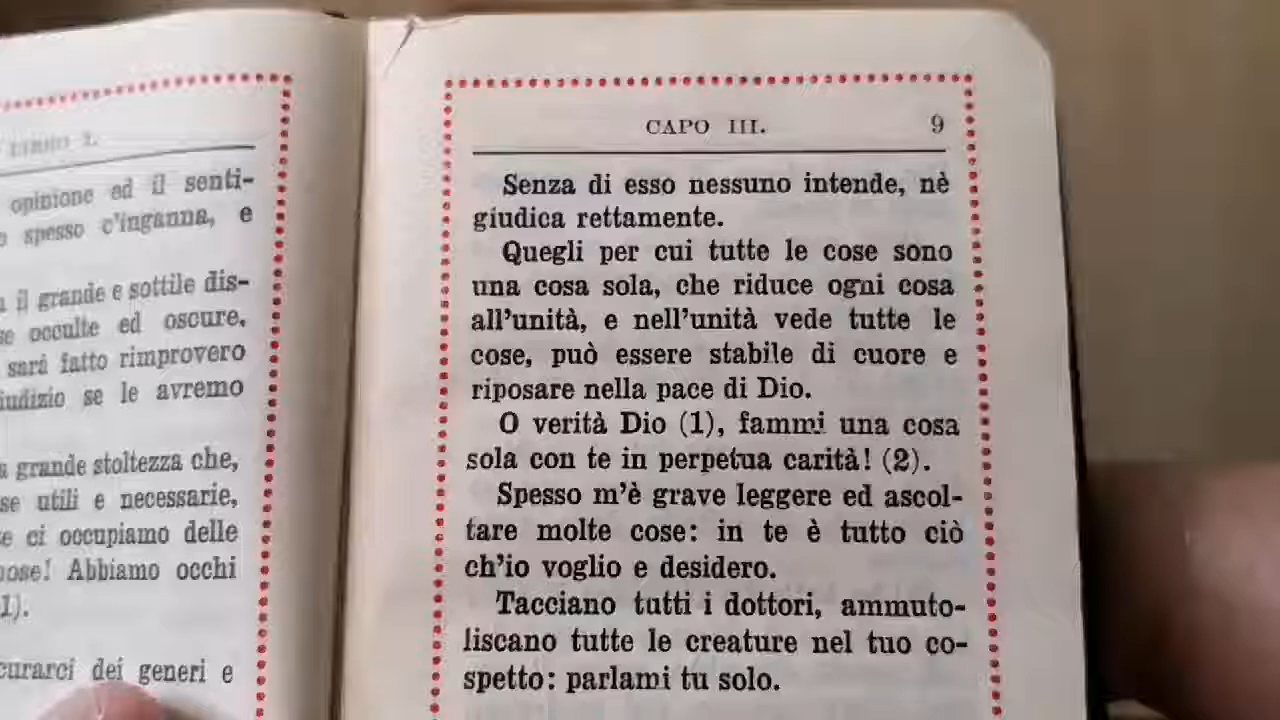 LIBRO I.
opinione ed il senti-
spesso c'inganna, e
il grande e sottile dis-
occulte ed oscure,
sarà fatto rimprovero
se le avremo
grande stoltezza che,
utili e necessarie,
ci occupiamo delle
Abbiamo occhi
dei generi e
CAPO III. 9
Senza di esso nessuno intende, nè
giudica rettamente.
Quegli per cui tutte le cose sono
una cosa sola, che riduce ogni cosa
all'unità, e nell'unità vede tutte le
cose, può essere stabile di cuore e
riposare nella pace di Dio.
O verità Dio (1), fammi una cosa
sola con te in perpetua carità! (2).
Spesso m'è grave leggere ed ascol-
tare molte cose: in te è tutto ciò
ch'io voglio e desidero.
Tacciano tutti i dottori, ammuto-
liscano tutte le creature nel tuo co-
spetto: parlami tu solo.